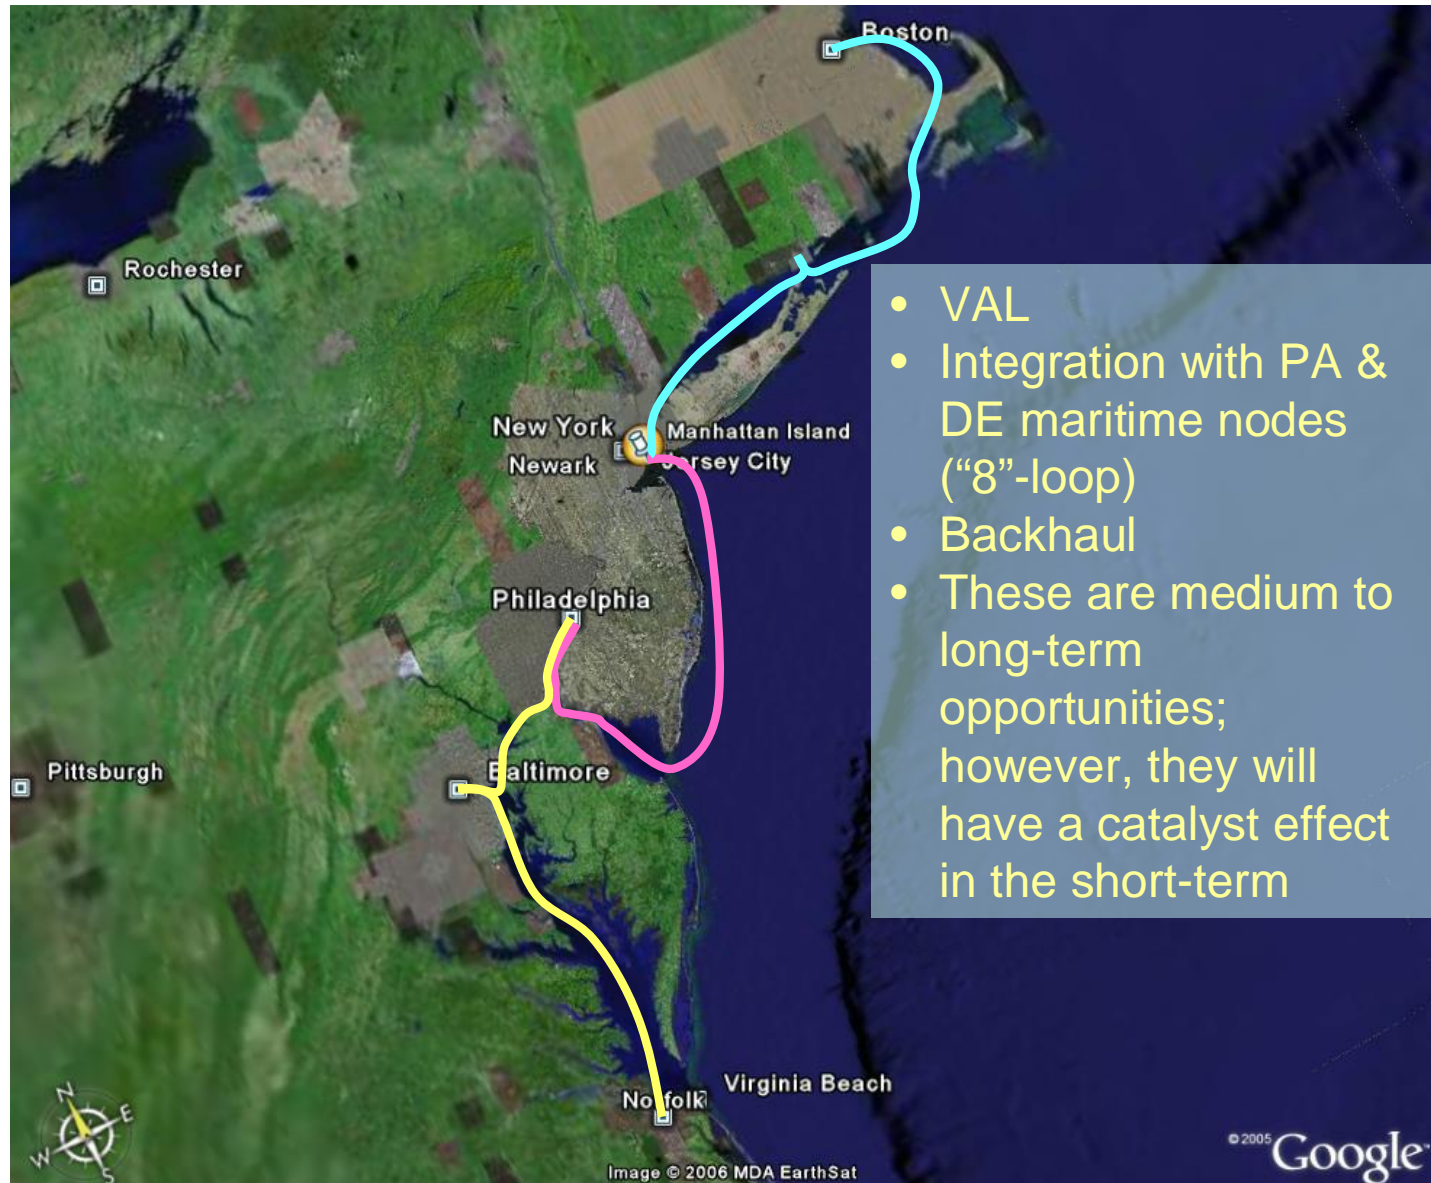 Boston
Rochester
New York
Manhattan Island
Newark
Jersey City
Philadelphia
Pittsburgh
Baltimore
Virginia Beach
Norfolk
• VAL
• Integration with PA &
DE maritime nodes
(“8”-loop)
• Backhaul
• These are medium to
long-term
opportunities;
however, they will
have a catalyst effect
in the short-term
N
E
W
S
© 2005 Google™
Image © 2006 MDA EarthSat